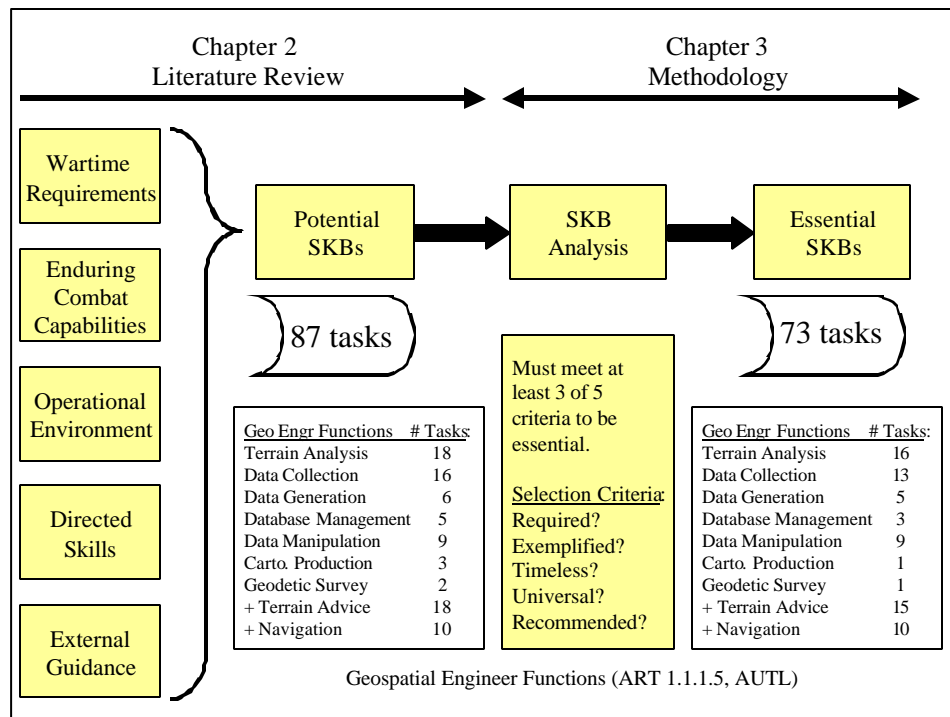 Chapter 2
Literature Review
Chapter 3
Methodology
Wartime
Requirements
Enduring
Combat
Capabilities
Operational
Environment
Directed
Skills
External
Guidance
Potential
SKBs
SKB
Analysis
Essential
SKBs
87 tasks
73 tasks
Geo Engr Functions # Tasks:
Terrain Analysis 18
Data Collection 16
Data Generation 6
Database Management 5
Data Manipulation 9
Carto. Production 3
Geodetic Survey 2
+ Terrain Advice 18
+ Navigation 10
Must meet at
least 3 of 5
criteria to be
essential.
Selection Criteria:
Required?
Exemplified?
Timeless?
Universal?
Recommended?
Geo Engr Functions # Tasks:
Terrain Analysis 16
Data Collection 13
Data Generation 5
Database Management 3
Data Manipulation 9
Carto. Production 1
Geodetic Survey 1
+ Terrain Advice 15
+ Navigation 10
Geospatial Engineer Functions (ART 1.1.1.5, AUTL)